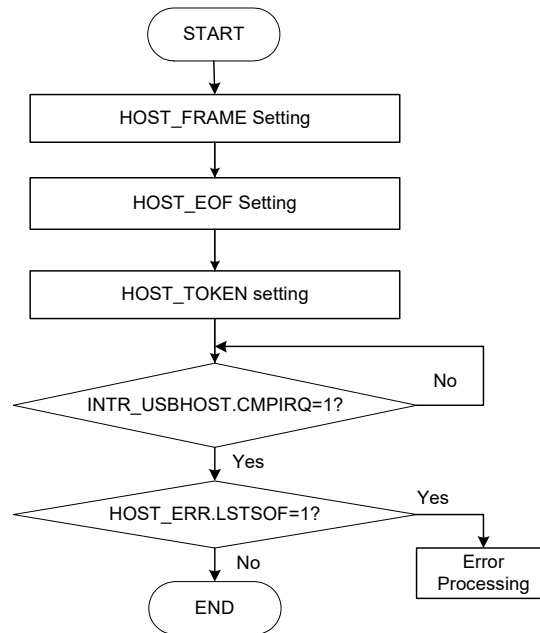 START
HOST_FRAME Setting
HOST_EOF Setting
HOST_TOKEN setting
No
INTR_USBHOST.CMPIRQ=1?
Yes
HOST_ERR.LSTSOF=1?
Yes
No
Error
Processing
END